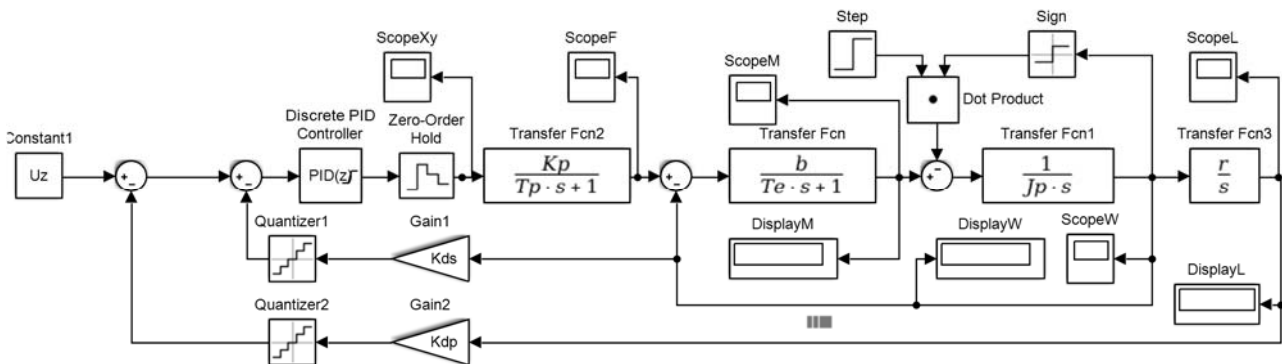 Step
Sign
ScopeXy
ScopeF
ScopeL
ScopeM
Dot Product
Discrete PID
Controller
Zero-Order
Hold
Constant1
Transfer Fcn2
Transfer Fcn
Transfer Fcn1
Transfer Fcn3
Uz
PID(z)
Kp
Tp · s + 1
b
Te · s + 1
1
Jp · s
r
s
Quantizer1
Gain1
DisplayM
DisplayW
ScopeW
Kds
DisplayL
Quantizer2
Gain2
Kdp